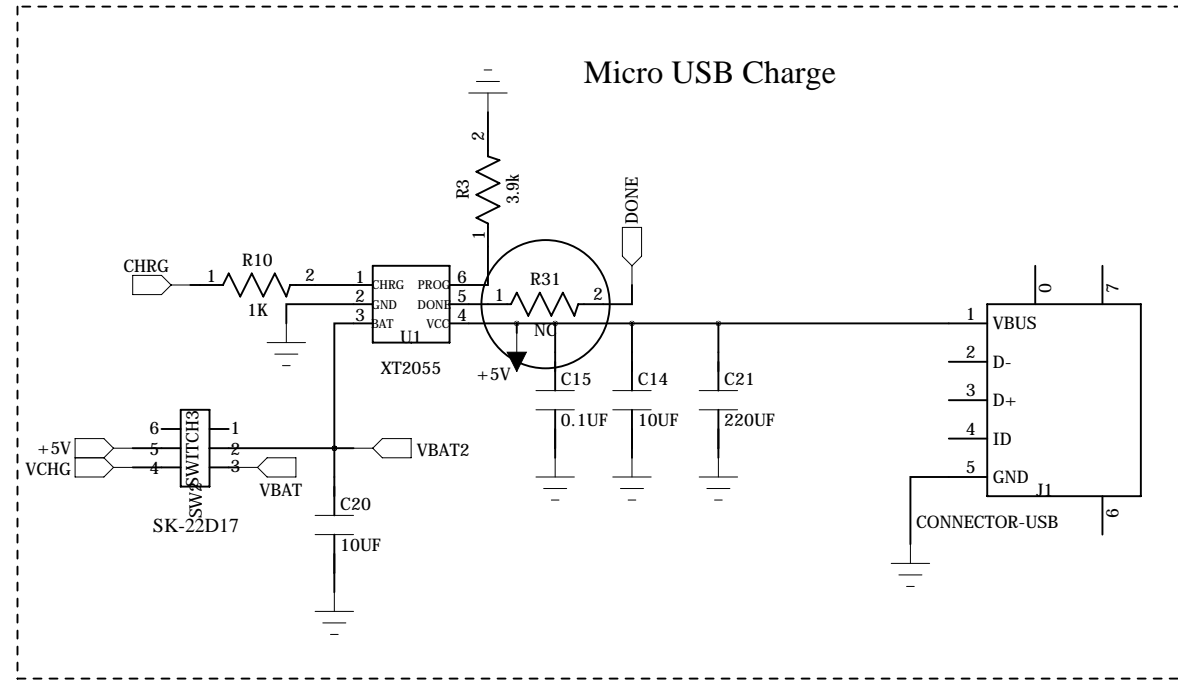 Micro USB Charge
2
R3
3.9k
1
DONE
CHRG
1
R10
2
1K
1
CHRG
PROG
6
2
GND
DONE
5
3
BAT
VCC
4
U1
XT2055
1
R31
2
NC
+5V
C15
0.1UF
C14
10UF
C21
220UF
0
7
1
VBUS
2
D-
3
D+
4
ID
5
GND
J1
6
CONNECTOR-USB
6
1
+5V
5
2
VBAT2
VCHG
4
3
VBAT
SWITCH3
SW2
SK-22D17
C20
10UF